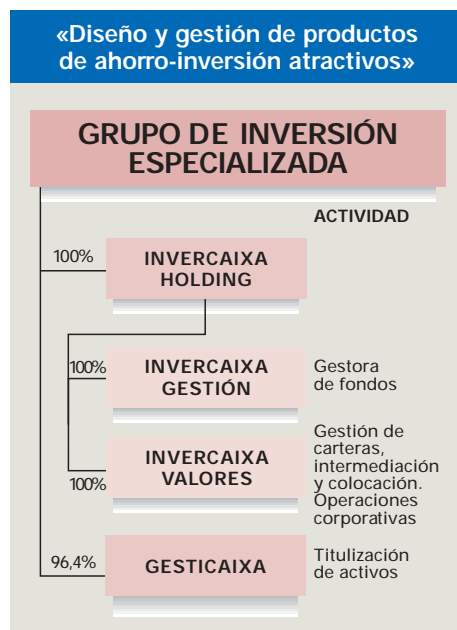 «Diseño y gestión de productos
de ahorro-inversión atractivos»
GRUPO DE INVERSIÓN
ESPECIALIZADA
ACTIVIDAD
100%
INVERCAIXA
HOLDING
100%
INVERCAIXA
GESTIÓN
Gestora
de fondos
100%
INVERCAIXA
VALORES
Gestión de
carteras,
intermediación
y colocación.
Operaciones
corporativas
96,4%
GESTICAIXA
Titulización
de activos